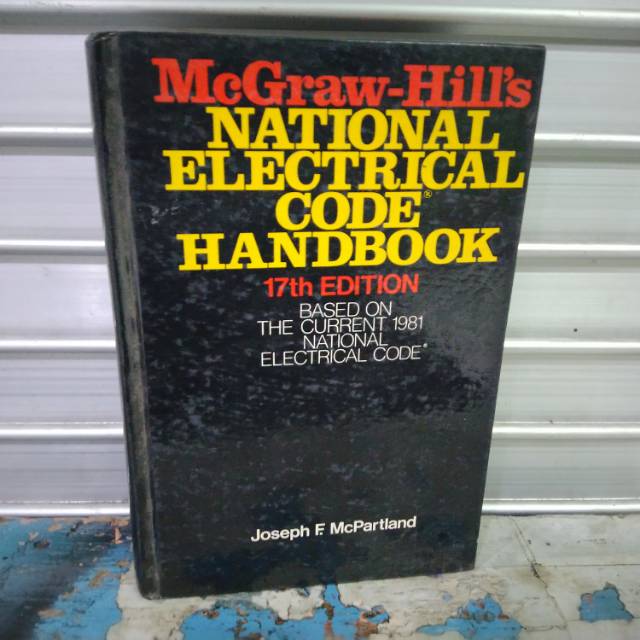 McGraw-Hill's
NATIONAL
ELECTRICAL
CODE®
HANDBOOK
17th EDITION
BASED ON
THE CURRENT 1981
NATIONAL
ELECTRICAL CODE®
Joseph F. McPartland